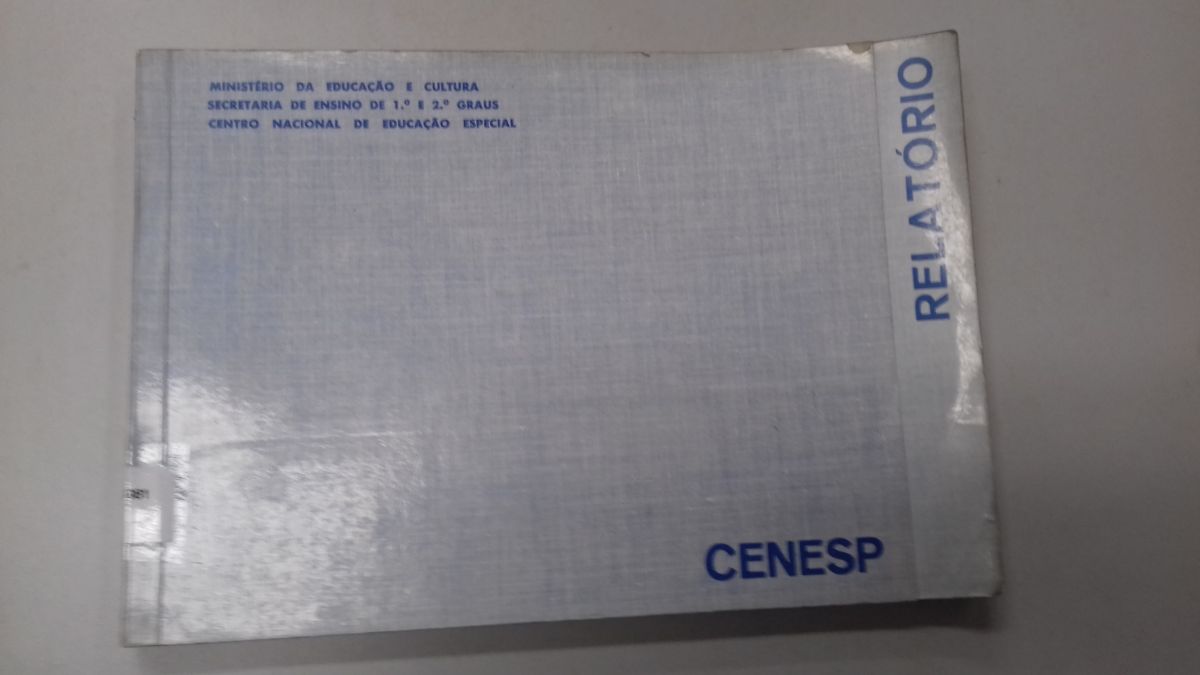 MINISTÉRIO DA EDUCAÇÃO E CULTURA
SECRETARIA DE ENSINO DE 1.º E 2.º GRAUS
CENTRO NACIONAL DE EDUCAÇÃO ESPECIAL
RELATÓRIO
CENESP